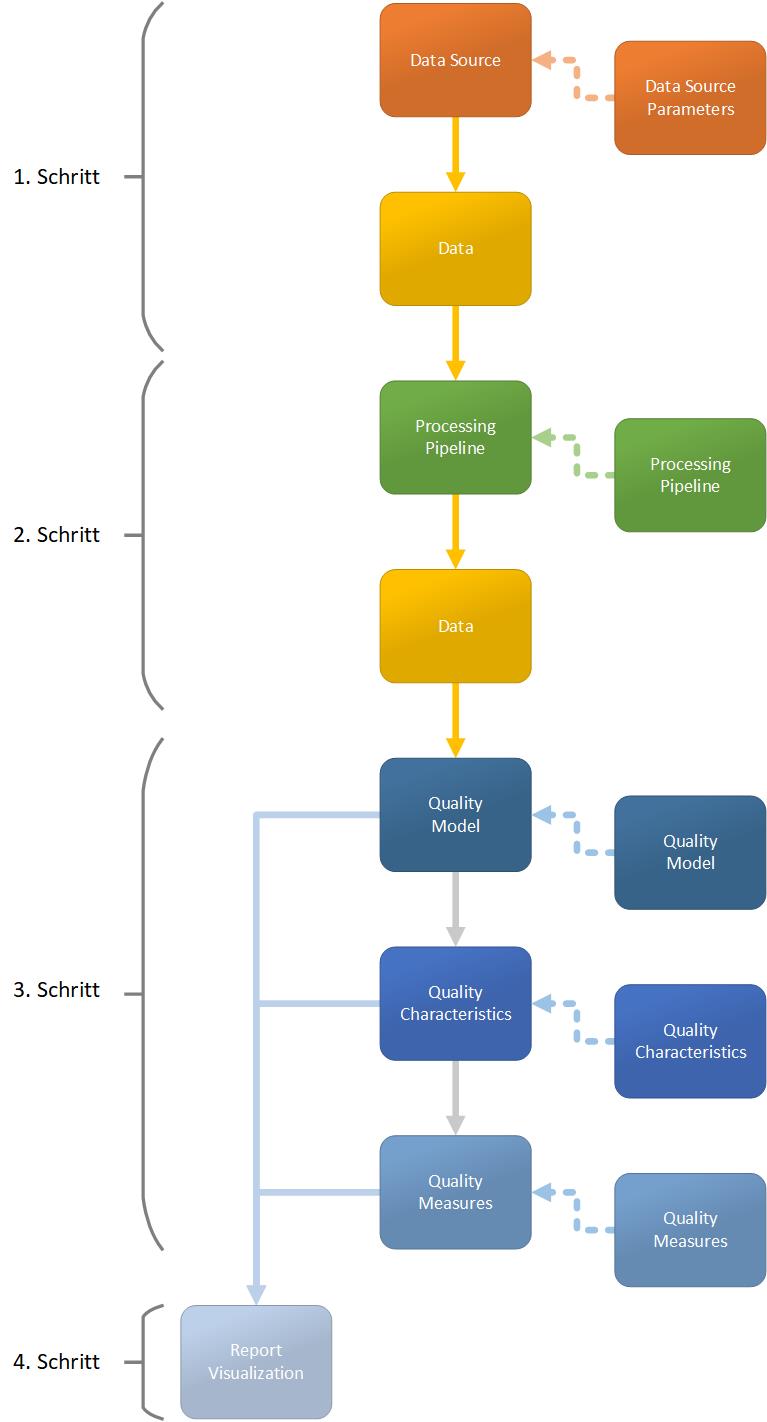 Data Source
Data Source
Parameters
1. Schritt
Data
Processing
Pipeline
Processing
Pipeline
2. Schritt
Data
Quality
Model
Quality
Model
3. Schritt
Quality
Characteristics
Quality
Characteristics
Quality
Measures
Quality
Measures
4. Schritt
Report
Visualization